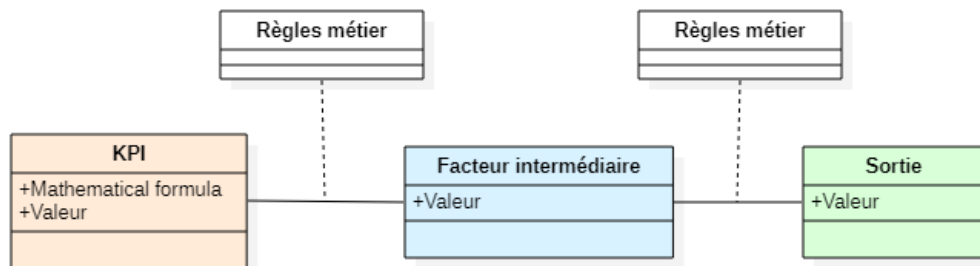 Règles métier
Règles métier
KPI
+Mathematical formula
+Valeur
Facteur intermédiaire
+Valeur
Sortie
+Valeur